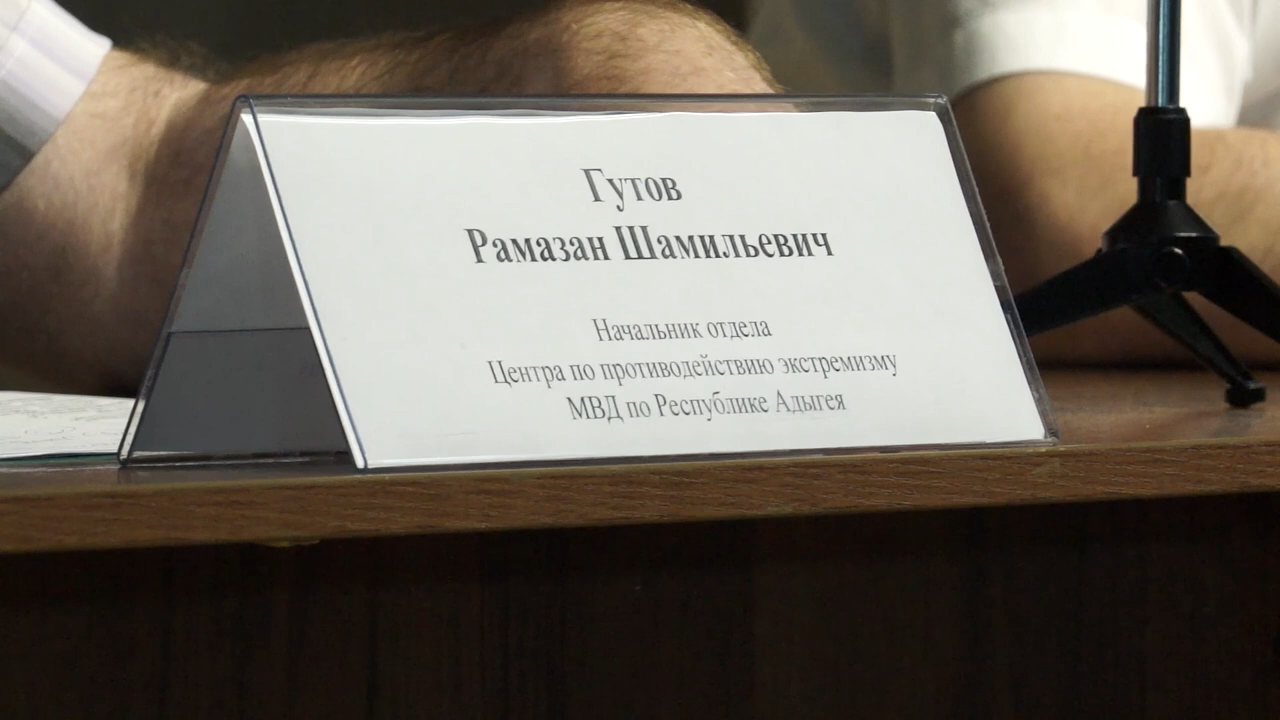 Гутов
Рамазан Шамильевич
Начальник отдела
Центра по противодействию экстремизму
МВД по Республике Адыгея